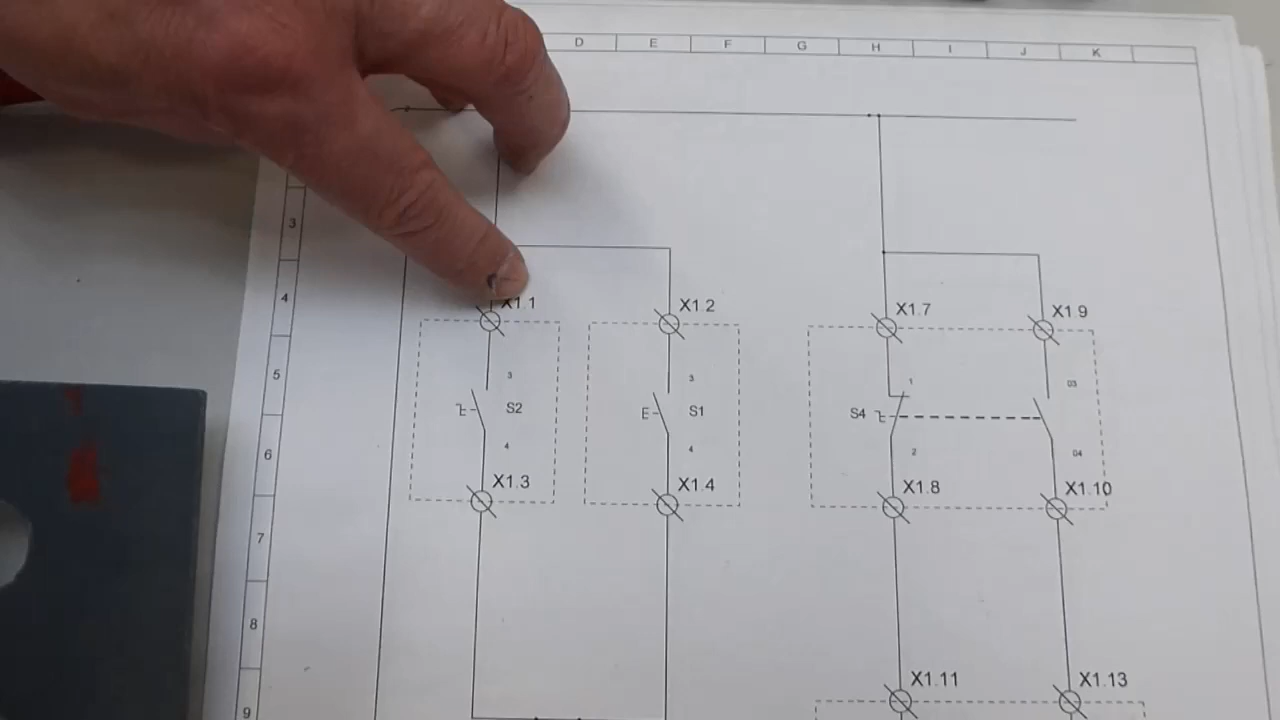 D E F G H I J K
3
4
X1.1 X1.2 X1.7 X1.9
5
3 3 1 03
S2 S1 S4
4 4 2 04
6
X1.3 X1.4 X1.8 X1.10
7
8
X1.11 X1.13
9